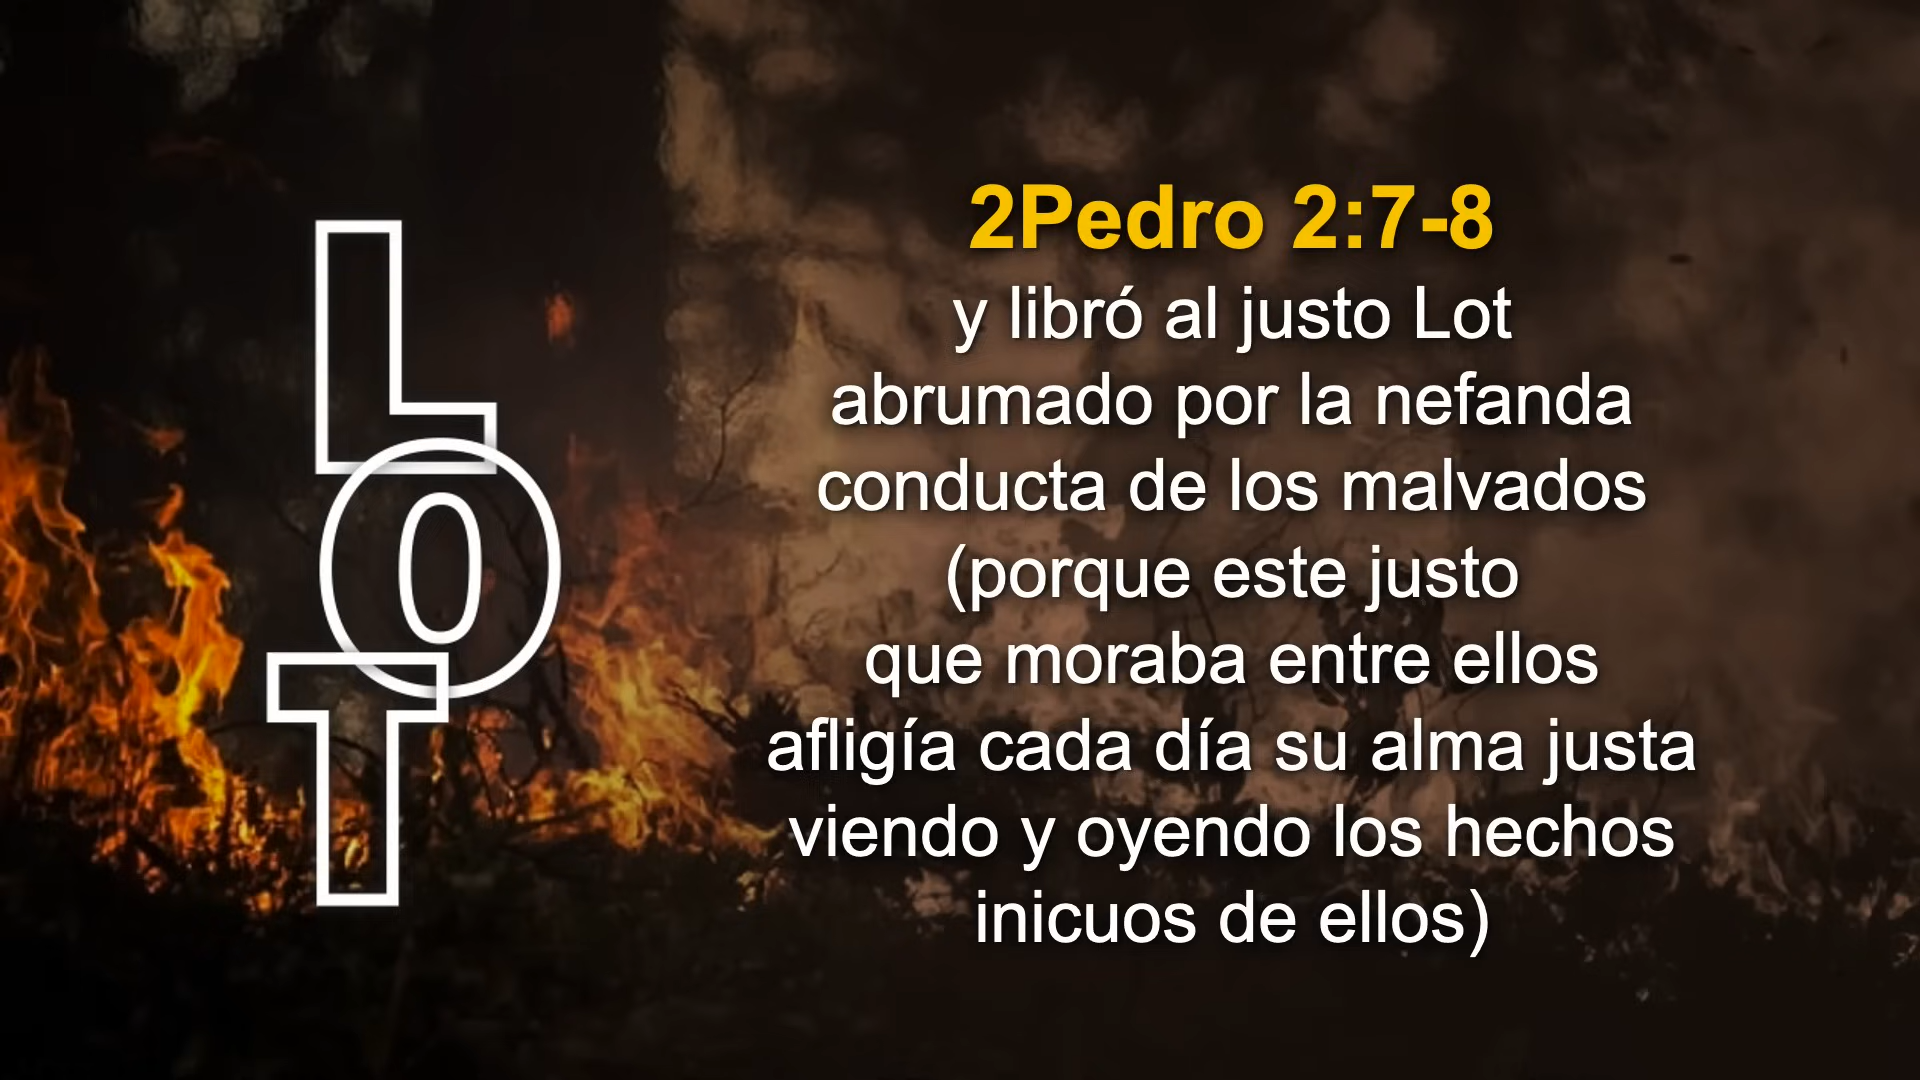 LOT
2Pedro 2:7-8
y libró al justo Lot
abrumado por la nefanda
conducta de los malvados
(porque este justo
que moraba entre ellos
afligía cada día su alma justa
viendo y oyendo los hechos
inicuos de ellos)